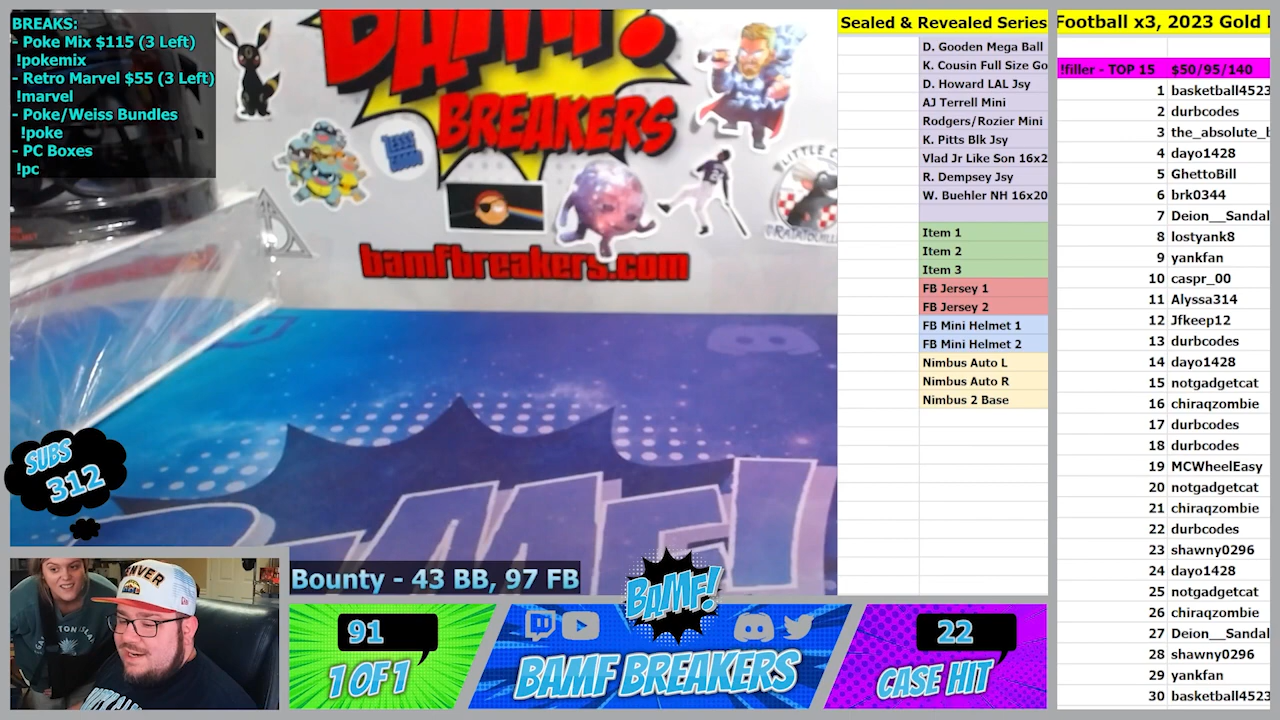 BREAKS:
- Poke Mix $115 (3 Left)
!pokemix
- Retro Marvel $55 (3 Left)
!marvel
- Poke/Weiss Bundles
!poke
- PC Boxes
!pc
BAMF!
BREAKERS
LITTLE
RATATOUILLE
bamfbreakers.com
SUBS
312
DENVER
Bounty - 43 BB, 97 FB
91
1 OF 1
BAMF!
BAMF BREAKERS
22
CASE HIT
Sealed & Revealed Series
D. Gooden Mega Ball
K. Cousin Full Size Go
D. Howard LAL Jsy
AJ Terrell Mini
Rodgers/Rozier Mini
K. Pitts Blk Jsy
Vlad Jr Like Son 16x2
R. Dempsey Jsy
W. Buehler NH 16x20
Item 1
Item 2
Item 3
FB Jersey 1
FB Jersey 2
FB Mini Helmet 1
FB Mini Helmet 2
Nimbus Auto L
Nimbus Auto R
Nimbus 2 Base
Football x3, 2023 Gold
!filler - TOP 15 $50/95/140
1 basketball4523
2 durbcodes
3 the_absolute_b
4 dayo1428
5 GhettoBill
6 brk0344
7 Deion__Sandal
8 lostyank8
9 yankfan
10 caspr_00
11 Alyssa314
12 Jfkeep12
13 durbcodes
14 dayo1428
15 notgadgetcat
16 chiraqzombie
17 durbcodes
18 durbcodes
19 MCWheelEasy
20 notgadgetcat
21 chiraqzombie
22 durbcodes
23 shawny0296
24 dayo1428
25 notgadgetcat
26 chiraqzombie
27 Deion__Sandal
28 shawny0296
29 yankfan
30 basketball4523